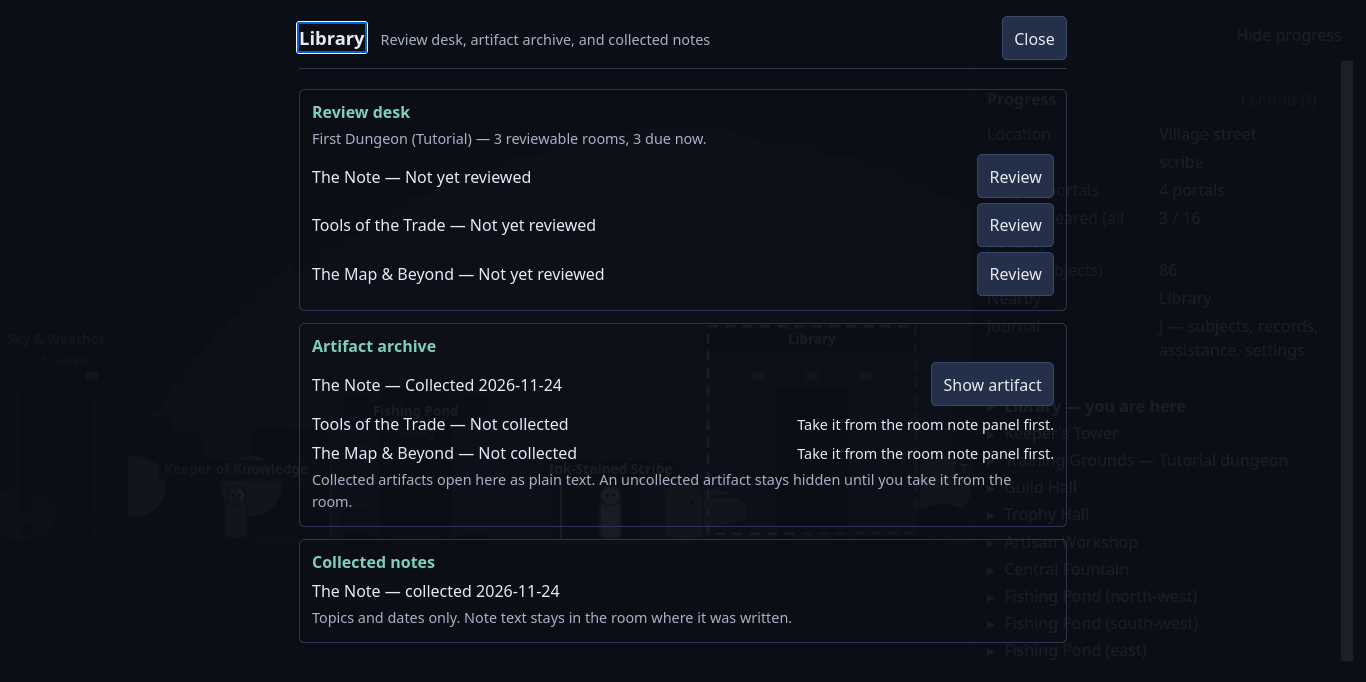 Library
Review desk, artifact archive, and collected notes
Close
Hide progress
Review desk
First Dungeon (Tutorial) — 3 reviewable rooms, 3 due now.
The Note — Not yet reviewed
Review
Tools of the Trade — Not yet reviewed
Review
The Map & Beyond — Not yet reviewed
Review
Artifact archive
The Note — Collected 2026-11-24
Show artifact
Tools of the Trade — Not collected
Take it from the room note panel first.
The Map & Beyond — Not collected
Take it from the room note panel first.
Collected artifacts open here as plain text. An uncollected artifact stays hidden until you take it from the
room.
Collected notes
The Note — collected 2026-11-24
Topics and dates only. Note text stays in the room where it was written.
Progress
Controls (?)
Location
Village street
scribe
portals
4 portals
(all
3 / 16
86
Nearby
Library
Journal
J — subjects, records,
assistance, settings
Library — you are here
Keeper's Tower
Training Grounds — Tutorial dungeon
Guild Hall
Trophy Hall
Artisan Workshop
Central Fountain
Fishing Pond (north-west)
Fishing Pond (south-west)
Fishing Pond (east)
Sky & Weather
Library
Fishing Pond
Keeper of Knowledge
Ink-Stained Scribe